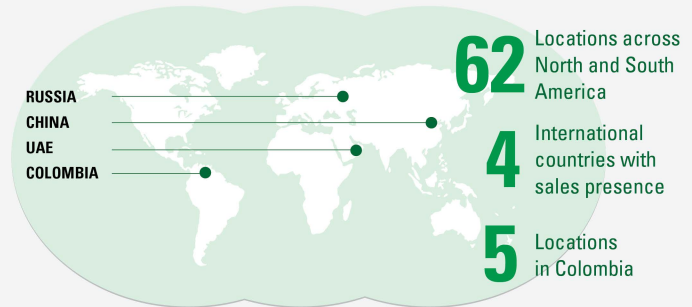 RUSSIA
CHINA
UAE
COLOMBIA
62
Locations across
North and South
America
4
International
countries with
sales presence
5
Locations
in Colombia